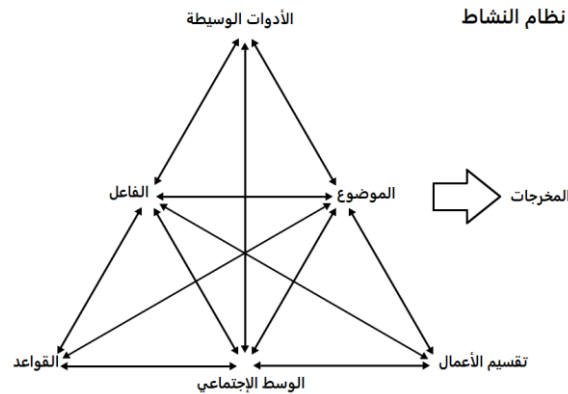 نظام النشاط
الأدوات الوسيطة
الفاعل
الموضوع
المخرجات
القواعد
الوسط الإجتماعي
تقسيم الأعمال